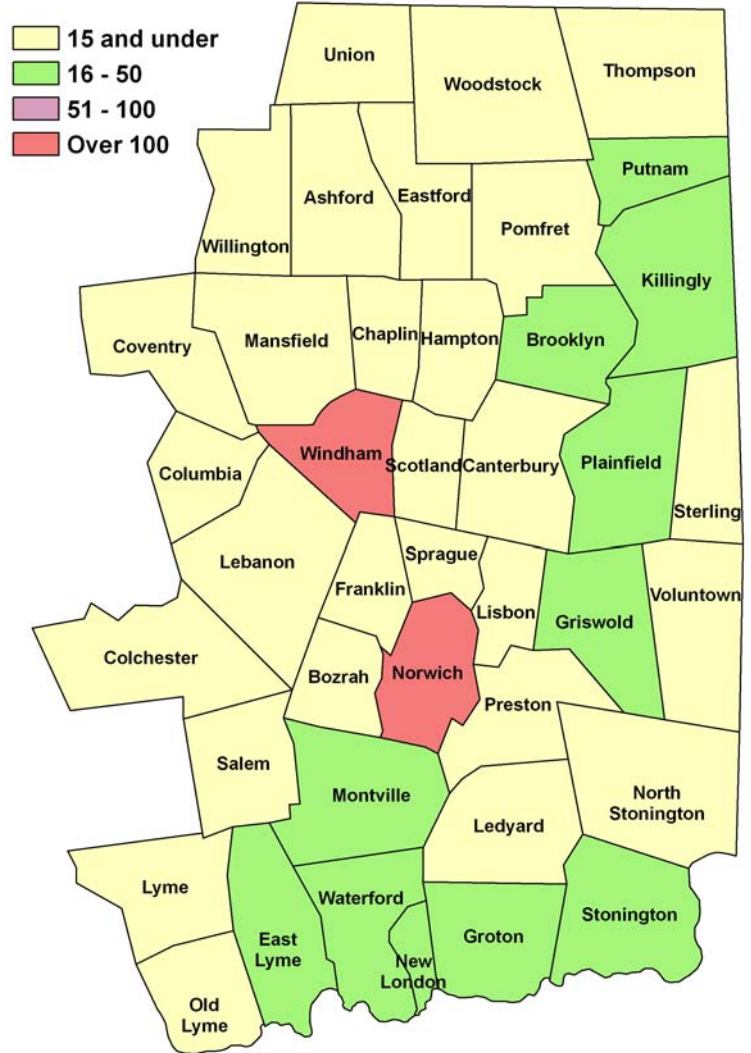 15 and under
16 - 50
51 - 100
Over 100
Union
Woodstock
Thompson
Putnam
Ashford
Eastford
Willington
Pomfret
Killingly
Coventry
Mansfield
Chaplin
Hampton
Brooklyn
Windham
Columbia
Scotland
Canterbury
Plainfield
Sterling
Lebanon
Sprague
Franklin
Lisbon
Griswold
Voluntown
Colchester
Bozrah
Norwich
Preston
Salem
Montville
North
Stonington
Ledyard
Lyme
Waterford
East
Lyme
New
London
Groton
Stonington
Old
Lyme